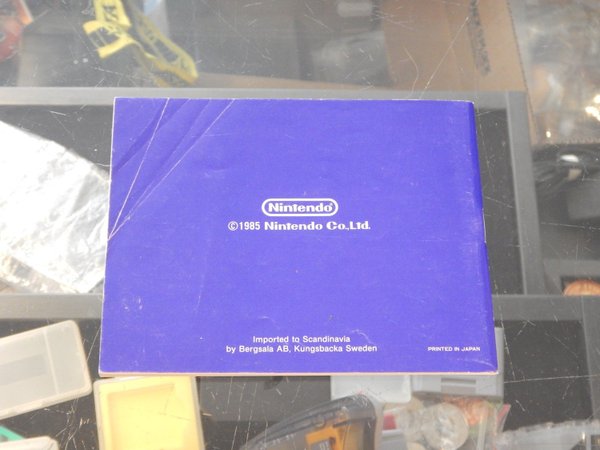 Nintendo
©1985 Nintendo Co.,Ltd.
Imported to Scandinavia
by Bergsala AB, Kungsbacka Sweden
PRINTED IN JAPAN